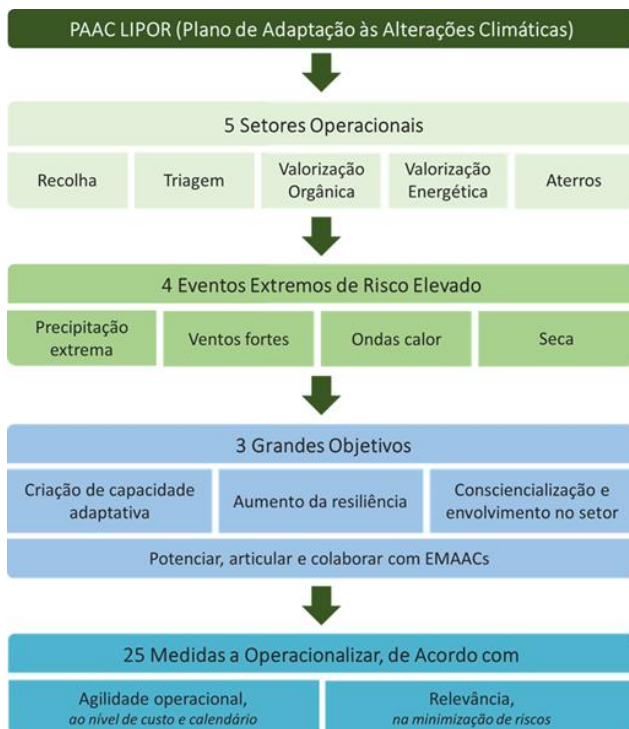 PAAC LIPOR (Plano de Adaptação às Alterações Climáticas)
5 Setores Operacionais
Recolha
Triagem
Valorização
Orgânica
Valorização
Energética
Aterros
4 Eventos Extremos de Risco Elevado
Precipitação
extrema
Ventos fortes
Ondas calor
Seca
3 Grandes Objetivos
Criação de capacidade
adaptativa
Aumento da resiliência
Consciencialização e
envolvimento no setor
Potenciar, articular e colaborar com EMAACs
25 Medidas a Operacionalizar, de Acordo com
Agilidade operacional,
ao nível de custo e calendário
Relevância,
na minimização de riscos